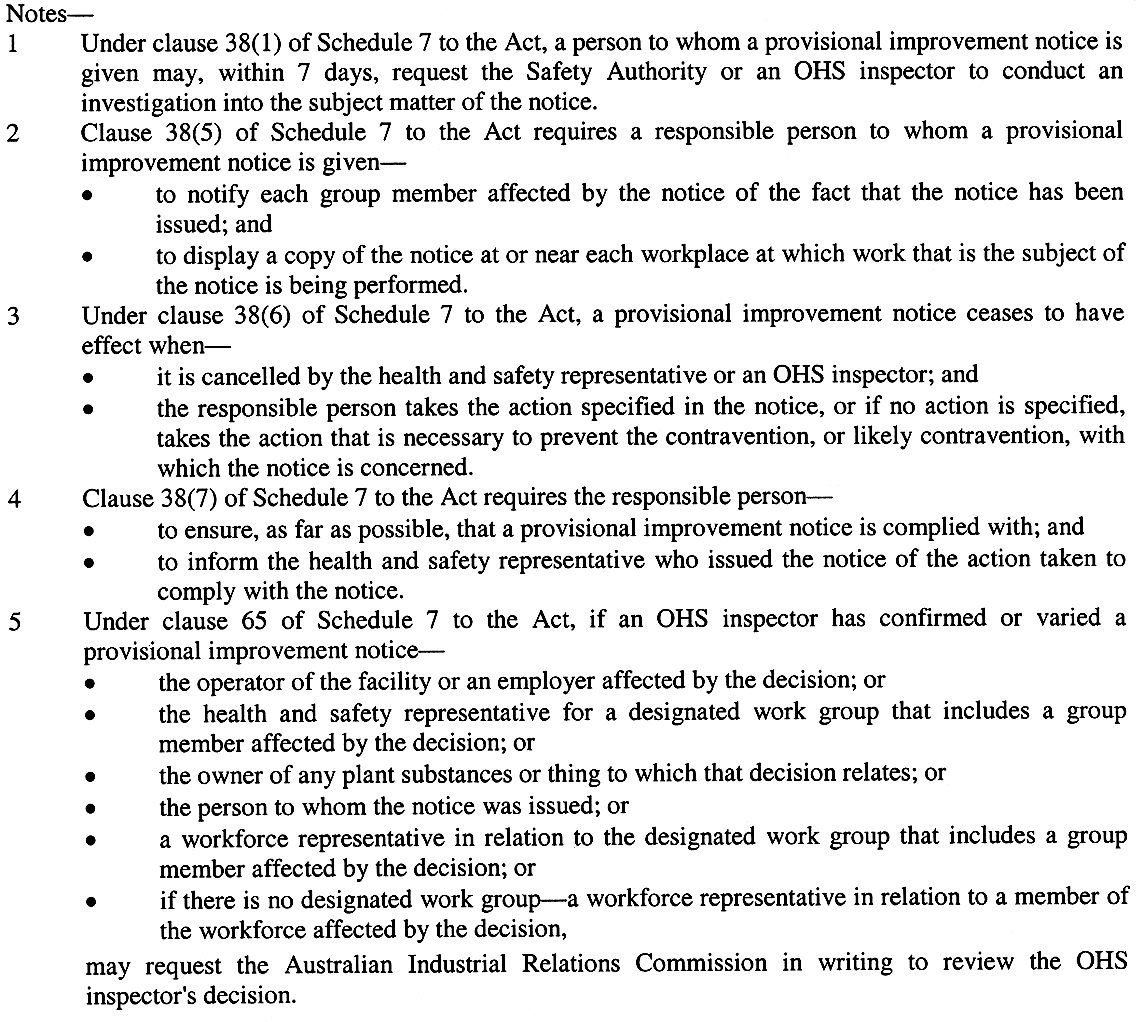 Notes—
1 Under clause 38(1) of Schedule 7 to the Act, a person to whom a provisional improvement notice is
given may, within 7 days, request the Safety Authority or an OHS inspector to conduct an
investigation into the subject matter of the notice.
2 Clause 38(5) of Schedule 7 to the Act requires a responsible person to whom a provisional
improvement notice is given—
• to notify each group member affected by the notice of the fact that the notice has been
issued; and
• to display a copy of the notice at or near each workplace at which work that is the subject of
the notice is being performed.
3 Under clause 38(6) of Schedule 7 to the Act, a provisional improvement notice ceases to have
effect when—
• it is cancelled by the health and safety representative or an OHS inspector; and
• the responsible person takes the action specified in the notice, or if no action is specified,
takes the action that is necessary to prevent the contravention, or likely contravention, with
which the notice is concerned.
4 Clause 38(7) of Schedule 7 to the Act requires the responsible person—
• to ensure, as far as possible, that a provisional improvement notice is complied with; and
• to inform the health and safety representative who issued the notice of the action taken to
comply with the notice.
5 Under clause 65 of Schedule 7 to the Act, if an OHS inspector has confirmed or varied a
provisional improvement notice—
• the operator of the facility or an employer affected by the decision; or
• the health and safety representative for a designated work group that includes a group
member affected by the decision; or
• the owner of any plant substances or thing to which that decision relates; or
• the person to whom the notice was issued; or
• a workforce representative in relation to the designated work group that includes a group
member affected by the decision; or
• if there is no designated work group—a workforce representative in relation to a member of
the workforce affected by the decision,
may request the Australian Industrial Relations Commission in writing to review the OHS
inspector's decision.